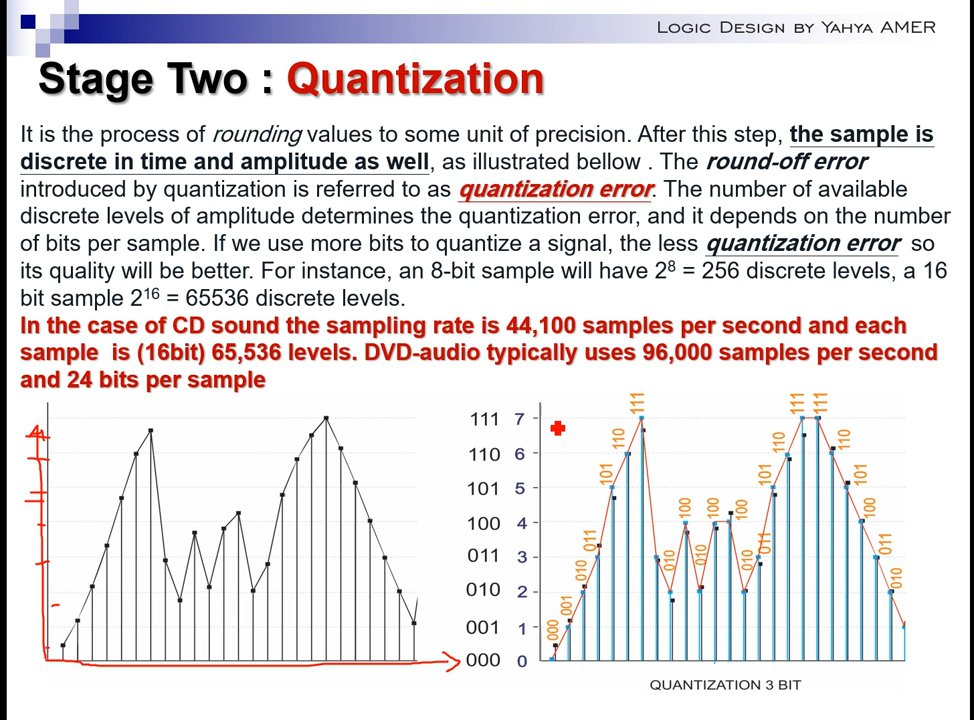 LOGIC DESIGN BY YAHYA AMER
Stage Two : Quantization
It is the process of rounding values to some unit of precision. After this step, the sample is
discrete in time and amplitude as well, as illustrated bellow . The round-off error
introduced by quantization is referred to as quantization error. The number of available
discrete levels of amplitude determines the quantization error, and it depends on the number
of bits per sample. If we use more bits to quantize a signal, the less quantization error so
its quality will be better. For instance, an 8-bit sample will have 2⁸ = 256 discrete levels, a 16
bit sample 2¹⁶ = 65536 discrete levels.
In the case of CD sound the sampling rate is 44,100 samples per second and each
sample is (16bit) 65,536 levels. DVD-audio typically uses 96,000 samples per second
and 24 bits per sample
111 7
110 6
101 5
100 4
011 3
010 2
001 1
000 0
000
001
010
011
101
110
111
010
100
010
100
100
010
011
101
110
111
111
110
101
100
011
010
QUANTIZATION 3 BIT